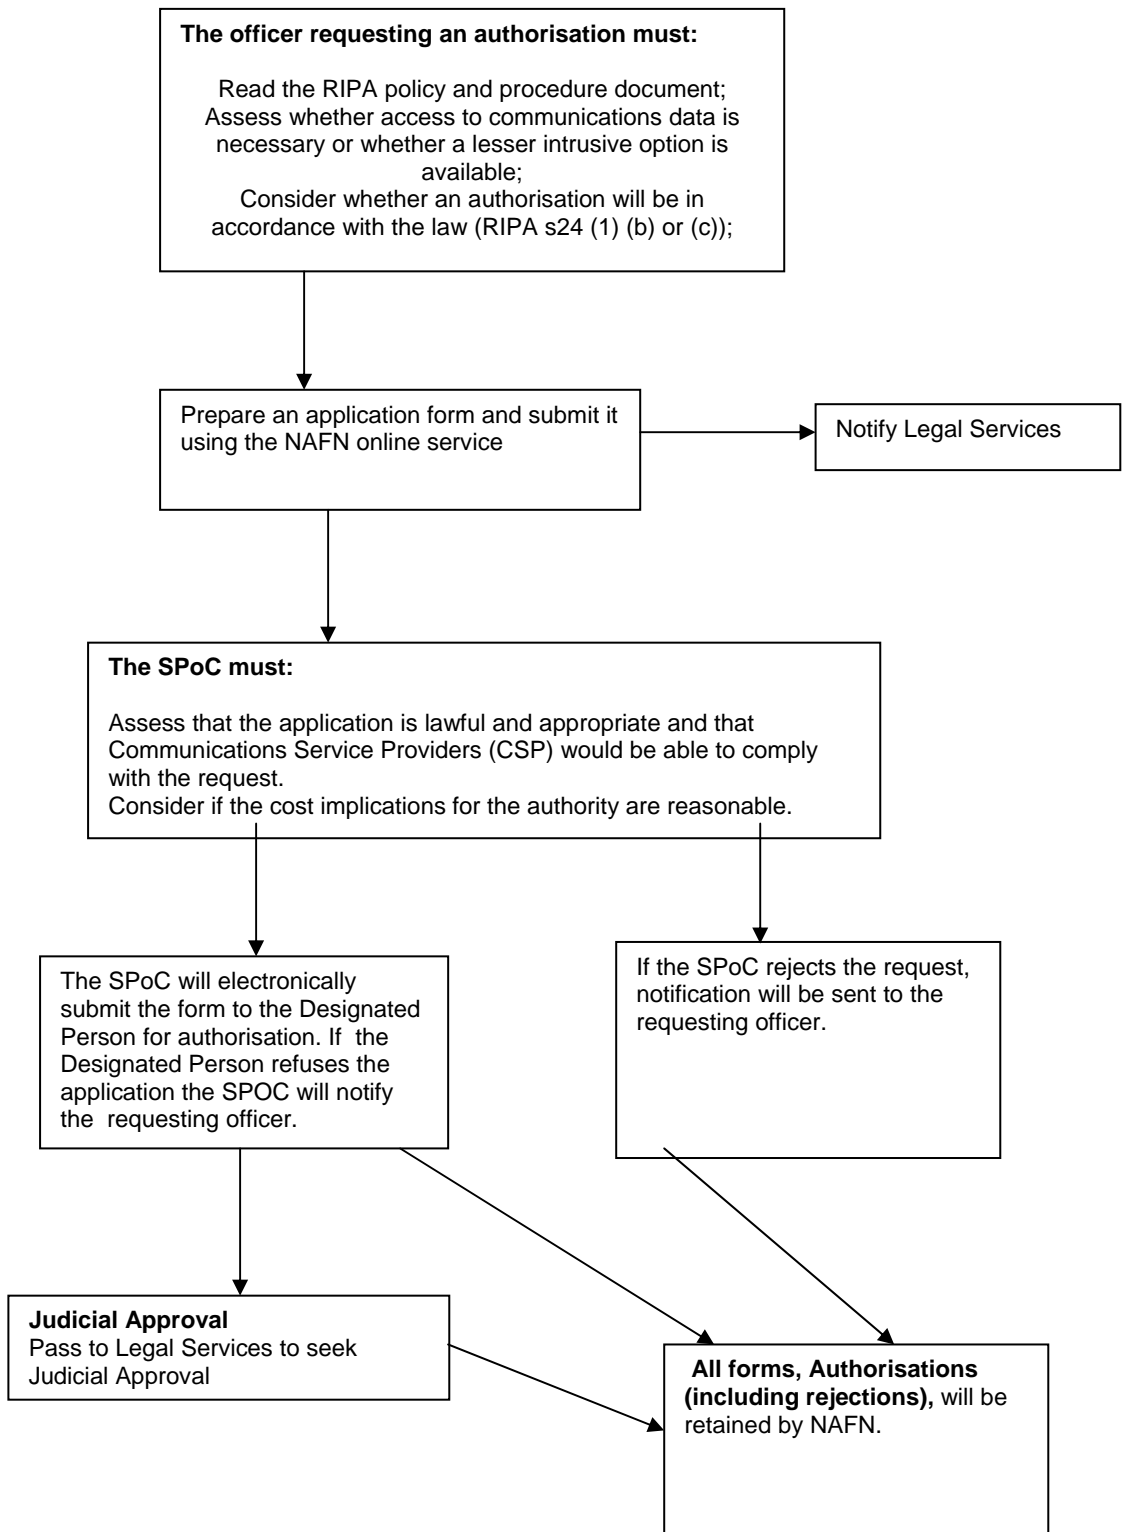 The officer requesting an authorisation must:
Read the RIPA policy and procedure document;
Assess whether access to communications data is
necessary or whether a lesser intrusive option is
available;
Consider whether an authorisation will be in
accordance with the law (RIPA s24 (1) (b) or (c));
Prepare an application form and submit it
using the NAFN online service
Notify Legal Services
The SPoC must:
Assess that the application is lawful and appropriate and that
Communications Service Providers (CSP) would be able to comply
with the request.
Consider if the cost implications for the authority are reasonable.
The SPoC will electronically
submit the form to the Designated
Person for authorisation. If  the
Designated Person refuses the
application the SPOC will notify
the  requesting officer.
If the SPoC rejects the request,
notification will be sent to the
requesting officer.
Judicial Approval
Pass to Legal Services to seek
Judicial Approval
All forms, Authorisations
(including rejections), will be
retained by NAFN.